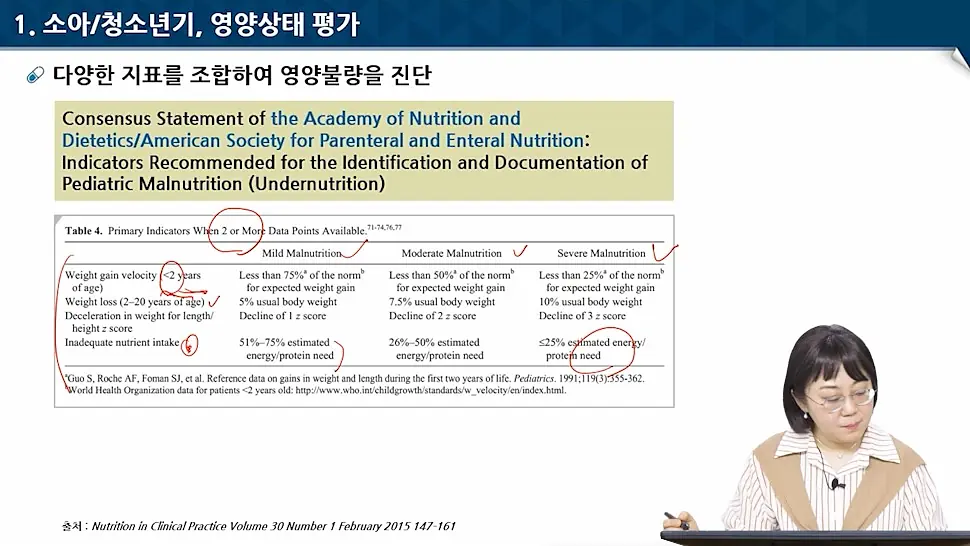 1. 소아/청소년기, 영양상태 평가
다양한 지표를 조합하여 영양불량을 진단
Consensus Statement of the Academy of Nutrition and
Dietetics/American Society for Parenteral and Enteral Nutrition:
Indicators Recommended for the Identification and Documentation of
Pediatric Malnutrition (Undernutrition)
Table 4. Primary Indicators When 2 or More Data Points Available.71-74,76,77
Mild Malnutrition Moderate Malnutrition Severe Malnutrition
Weight gain velocity (<2 years Less than 75%a of the normb Less than 50%a of the normb Less than 25%a of the normb
of age) for expected weight gain for expected weight gain for expected weight gain
Weight loss (2–20 years of age) 5% usual body weight 7.5% usual body weight 10% usual body weight
Deceleration in weight for length/ Decline of 1 z score Decline of 2 z score Decline of 3 z score
height z score
Inadequate nutrient intake 51%–75% estimated 26%–50% estimated ≤25% estimated energy/
energy/protein need energy/protein need protein need
aGuo S, Roche AF, Foman SJ, et al. Reference data on gains in weight and length during the first two years of life. Pediatrics. 1991;119(3):355-362.
World Health Organization data for patients <2 years old: http://www.who.int/childgrowth/standards/w_velocity/en/index.html.
출처 : Nutrition in Clinical Practice Volume 30 Number 1 February 2015 147-161